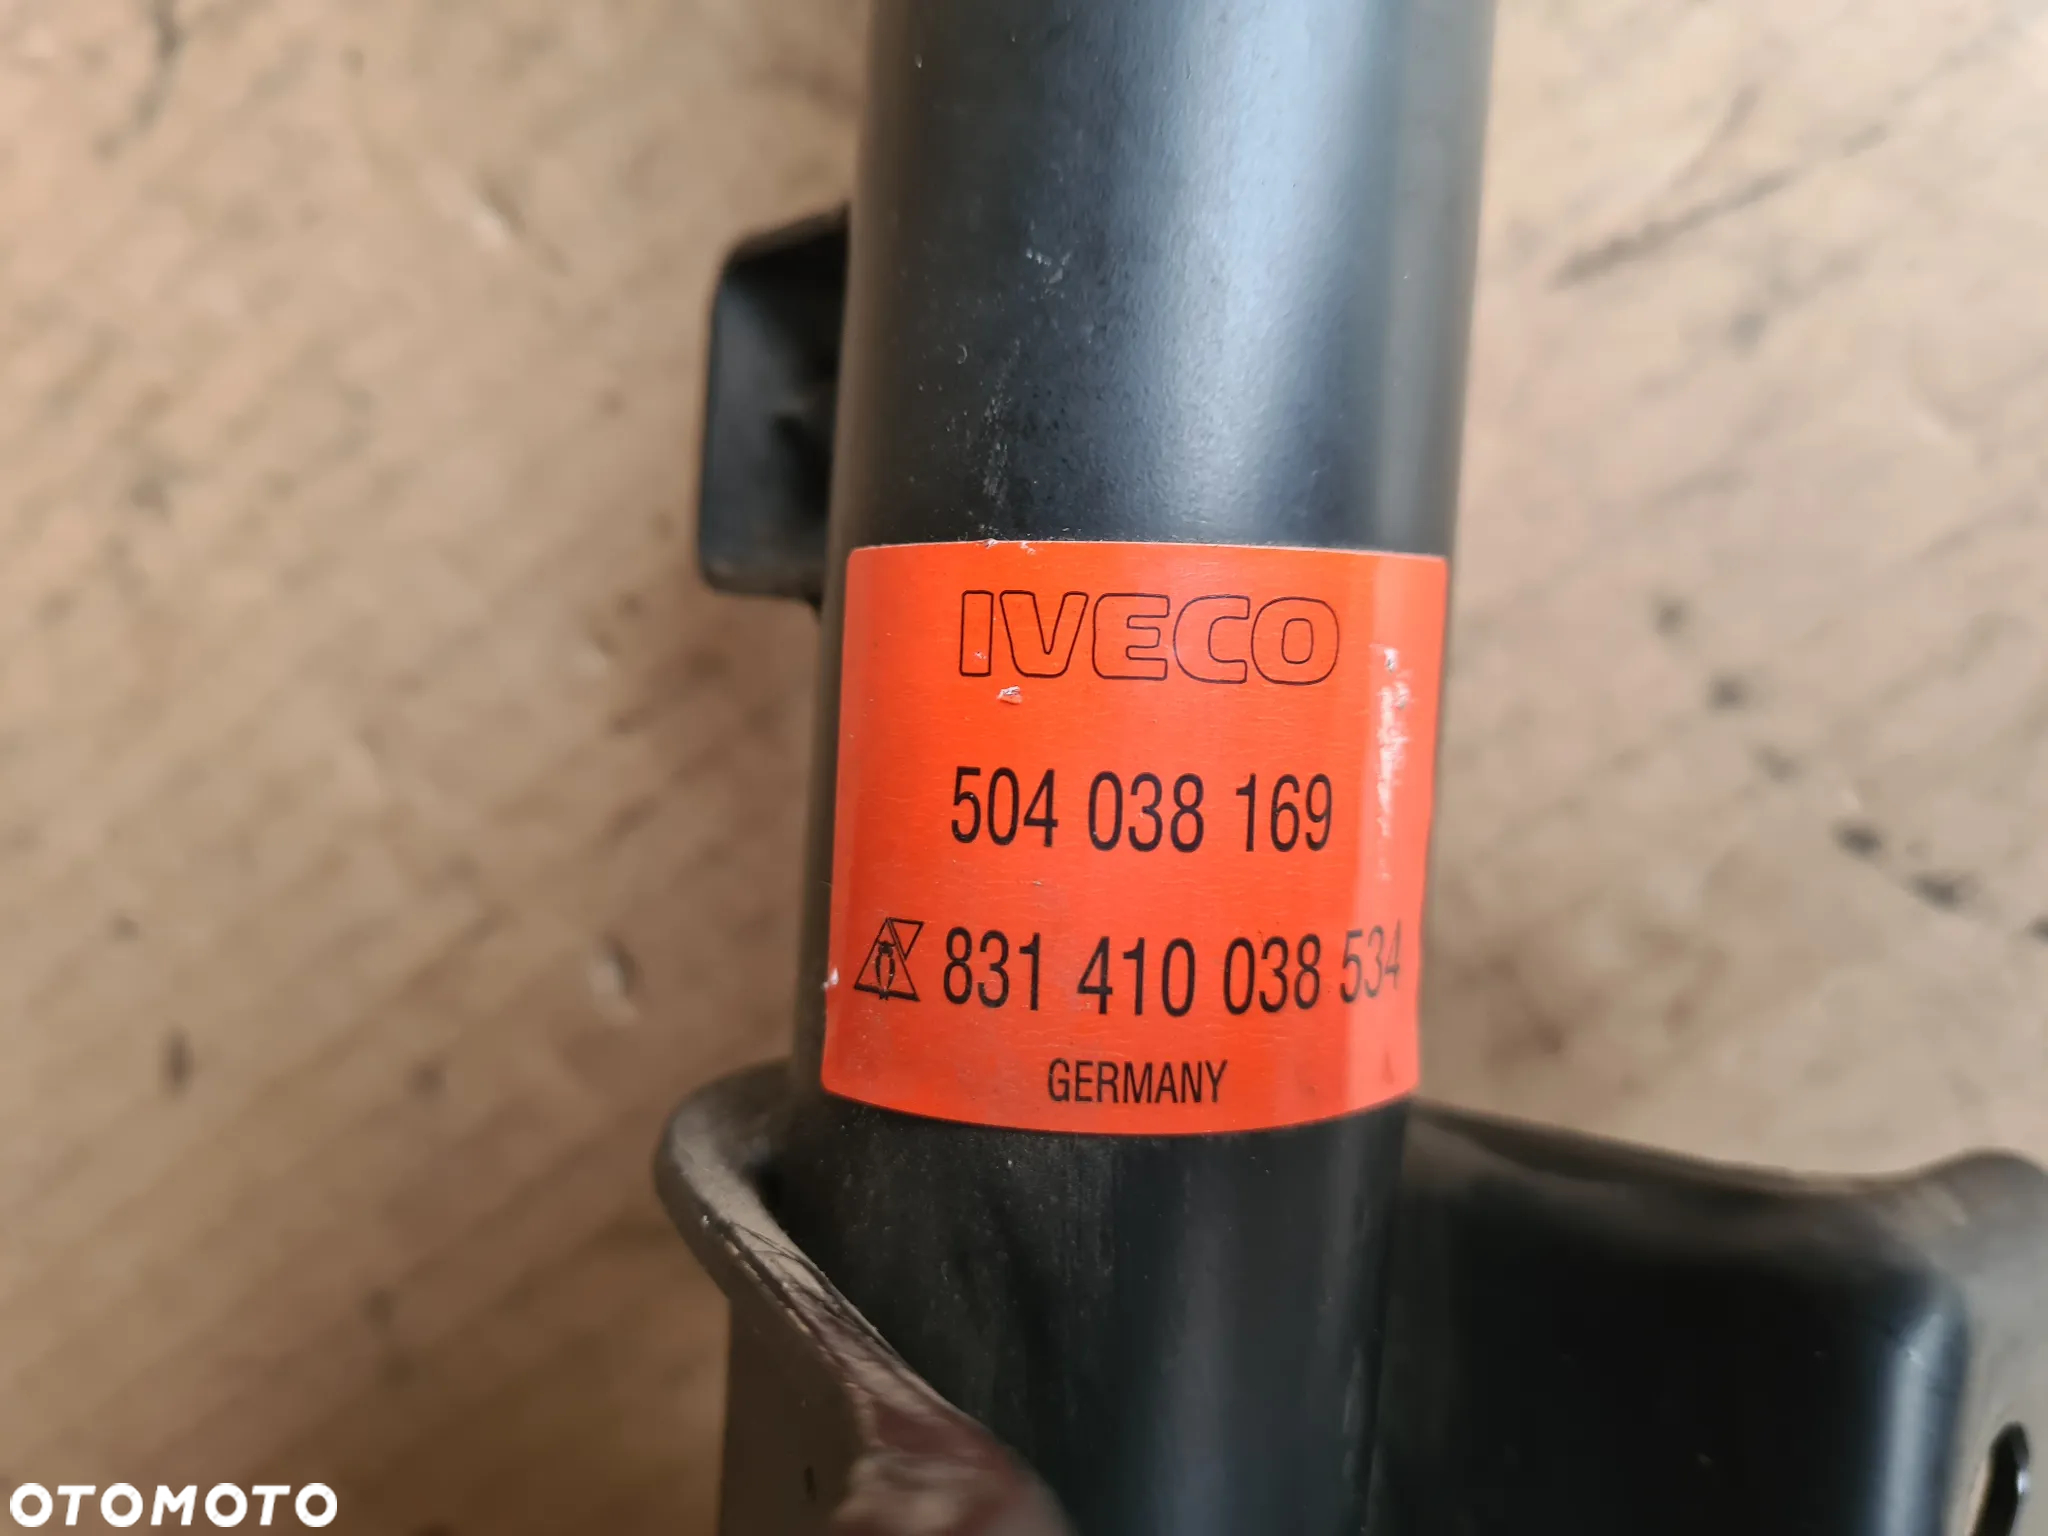 IVECO
504 038 169
831 410 038 534
GERMANY
OTOMOTO